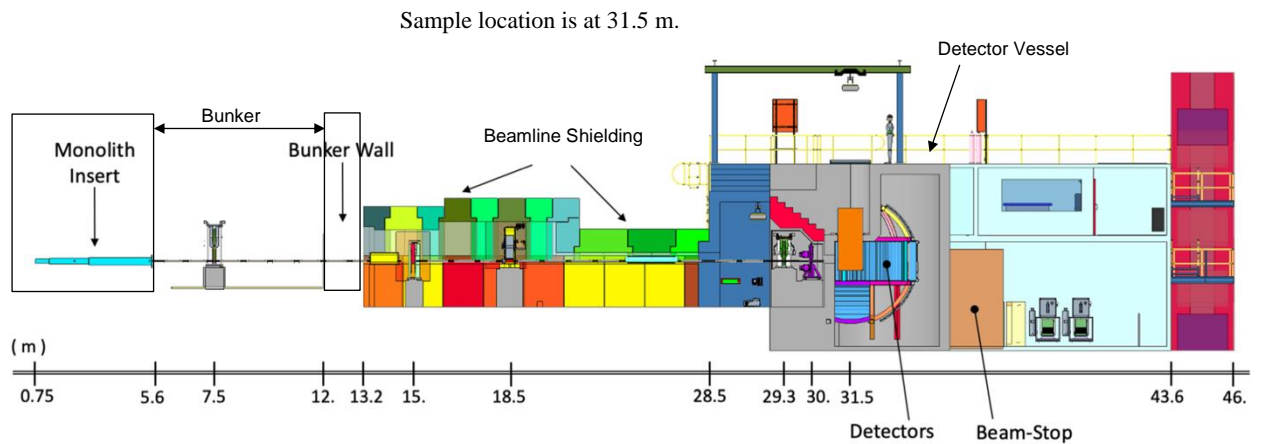 Sample location is at 31.5 m.
Detector Vessel
Bunker
Beamline Shielding
Monolith
Insert
Bunker Wall
( m )
0.75 5.6 7.5 12. 13.2 15. 18.5 28.5 29.3 30. 31.5 43.6 46.
Detectors Beam-Stop